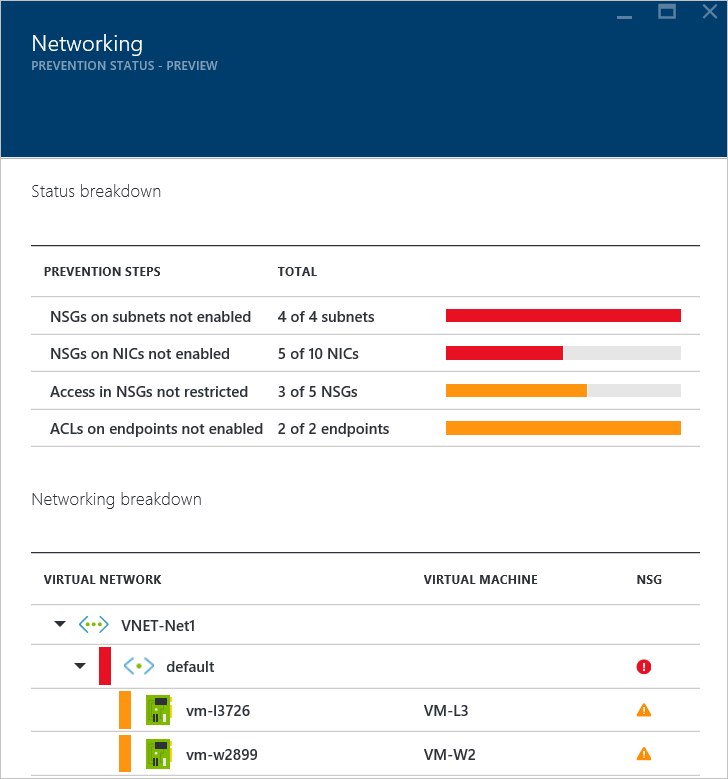 Networking
PREVENTION STATUS - PREVIEW
Status breakdown
PREVENTION STEPS TOTAL
NSGs on subnets not enabled 4 of 4 subnets
NSGs on NICs not enabled 5 of 10 NICs
Access in NSGs not restricted 3 of 5 NSGs
ACLs on endpoints not enabled 2 of 2 endpoints
Networking breakdown
VIRTUAL NETWORK VIRTUAL MACHINE NSG
VNET-Net1
default
vm-l3726 VM-L3
vm-w2899 VM-W2